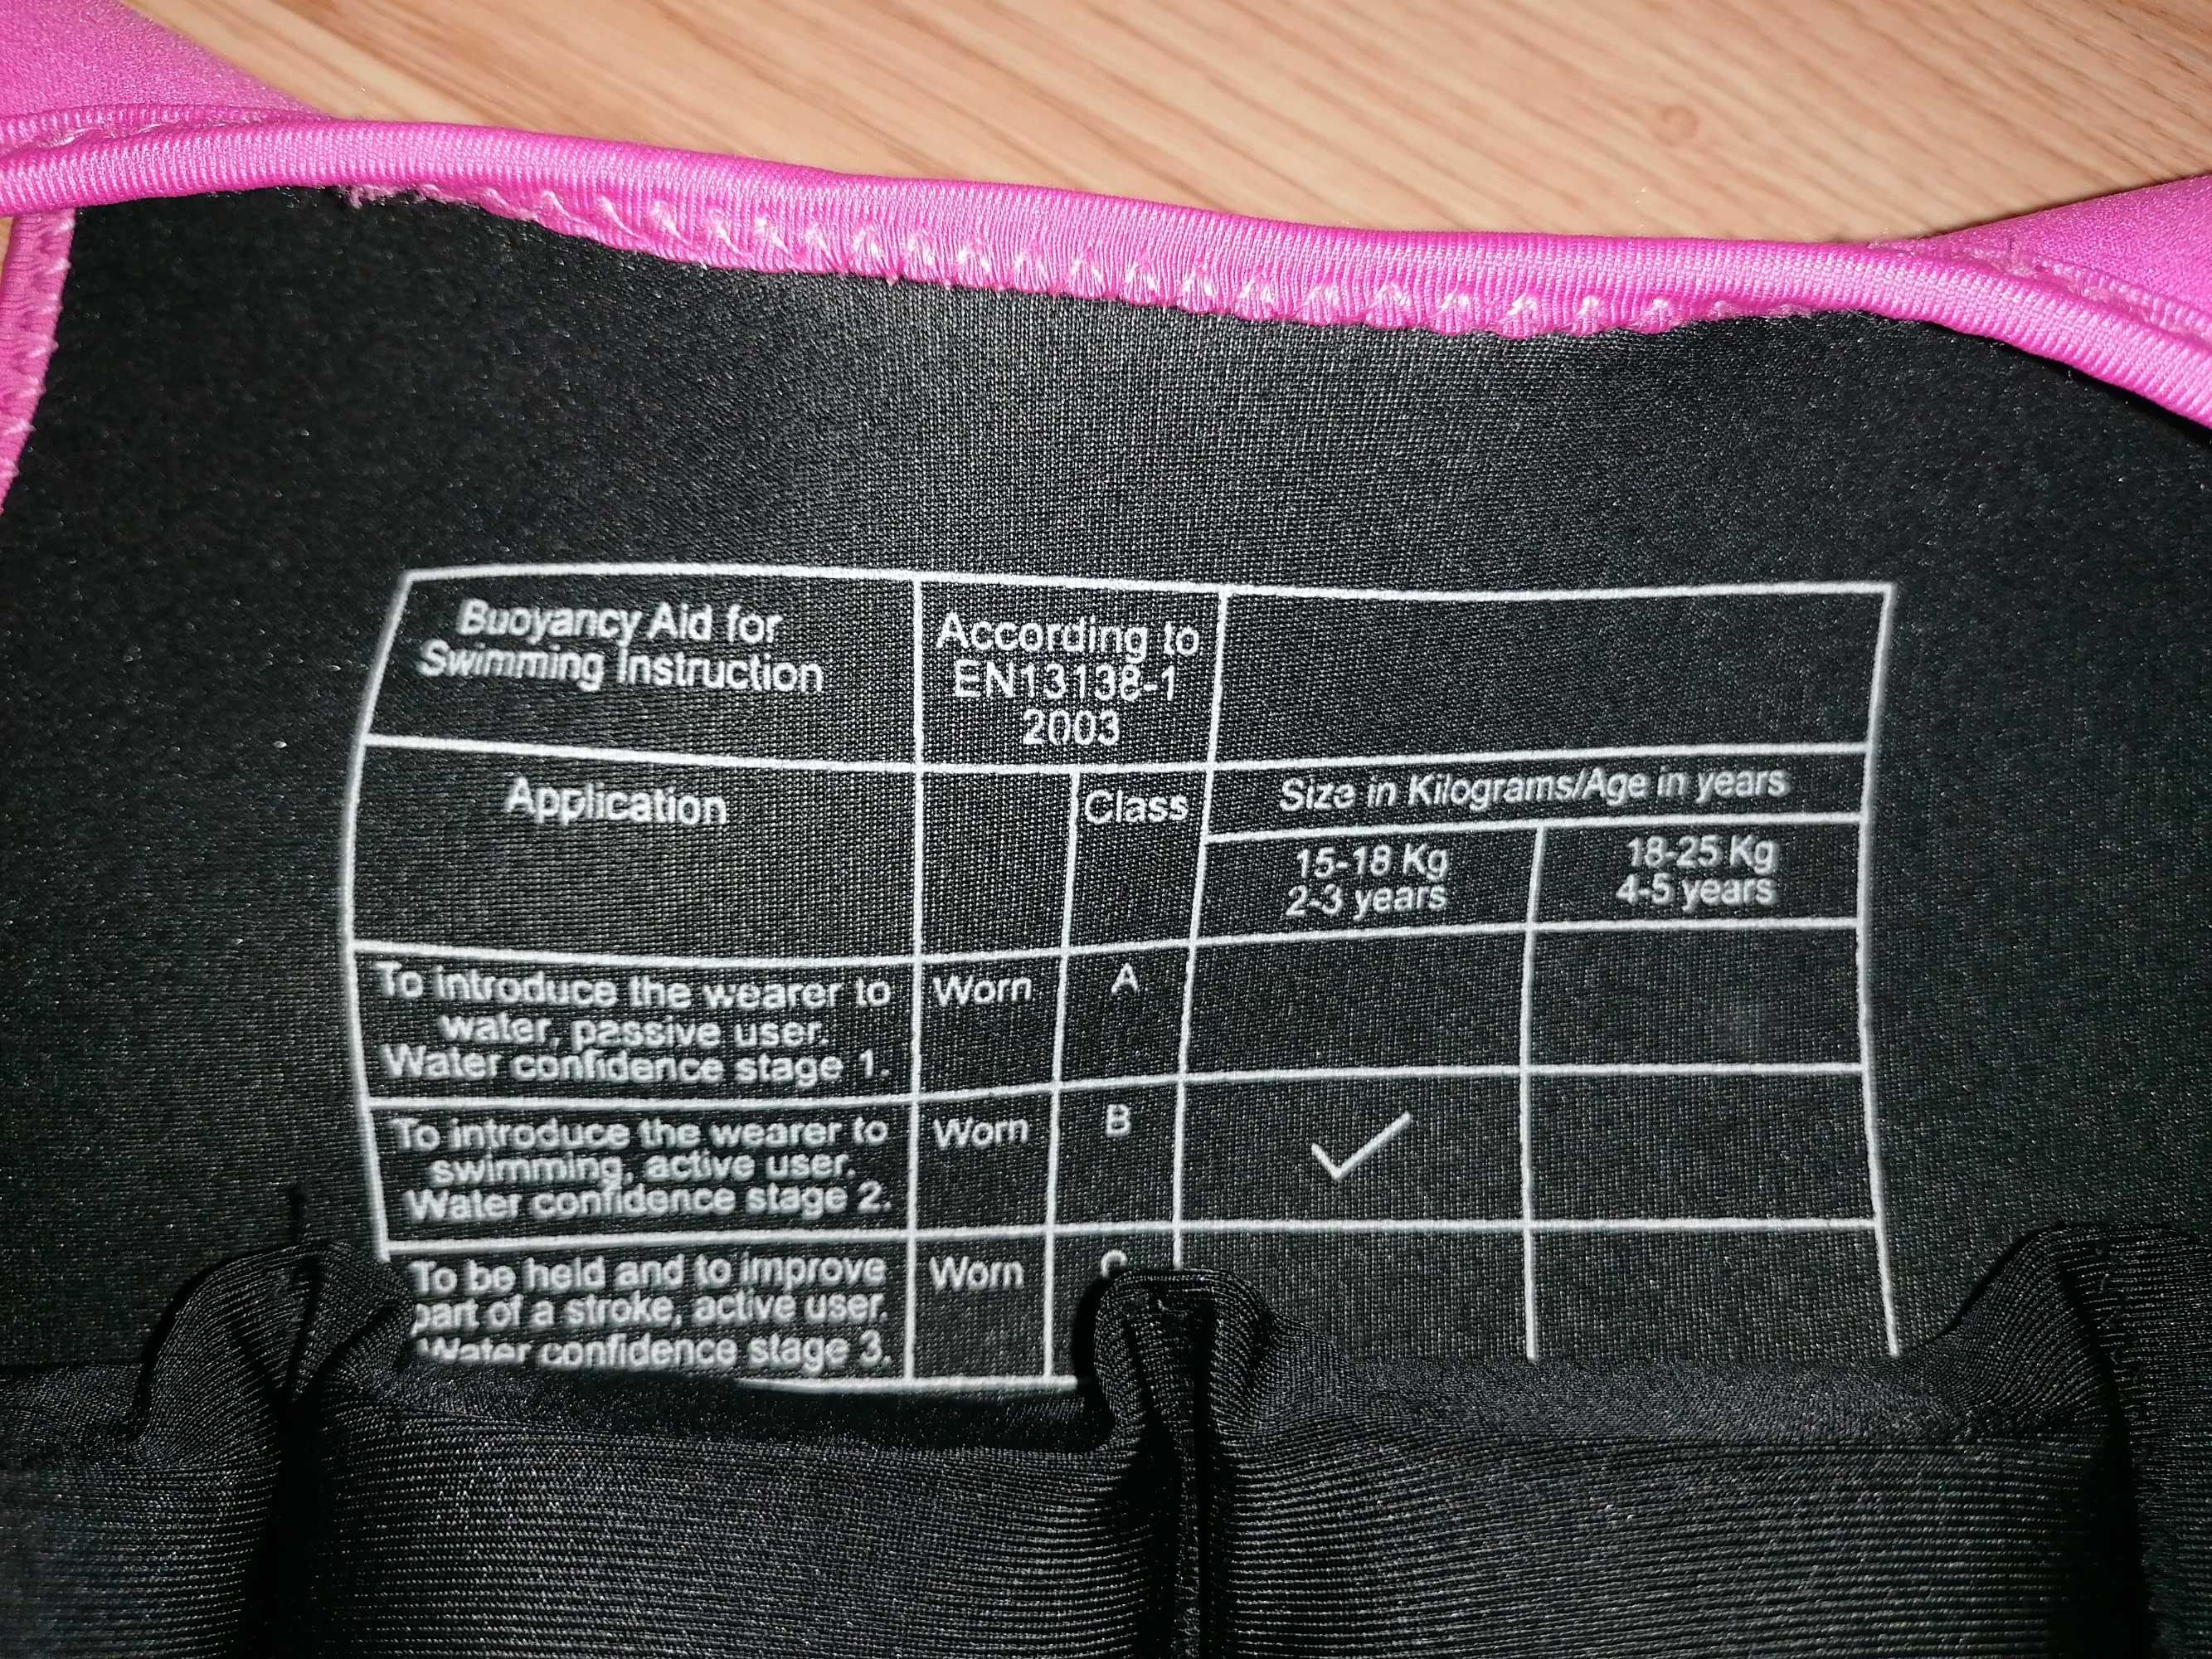 Buoyancy Aid for
Swimming Instruction
According to
EN13138-1
2003
Application
Class
Size in Kilograms/Age in years
15-18 Kg
2-3 years
18-25 Kg
4-5 years
To introduce the wearer to
water, passive user.
Water confidence stage 1.
Worn
A
To introduce the wearer to
swimming, active user.
Water confidence stage 2.
Worn
B
✓
To be held and to improve
part of a stroke, active user.
Water confidence stage 3.
Worn
C